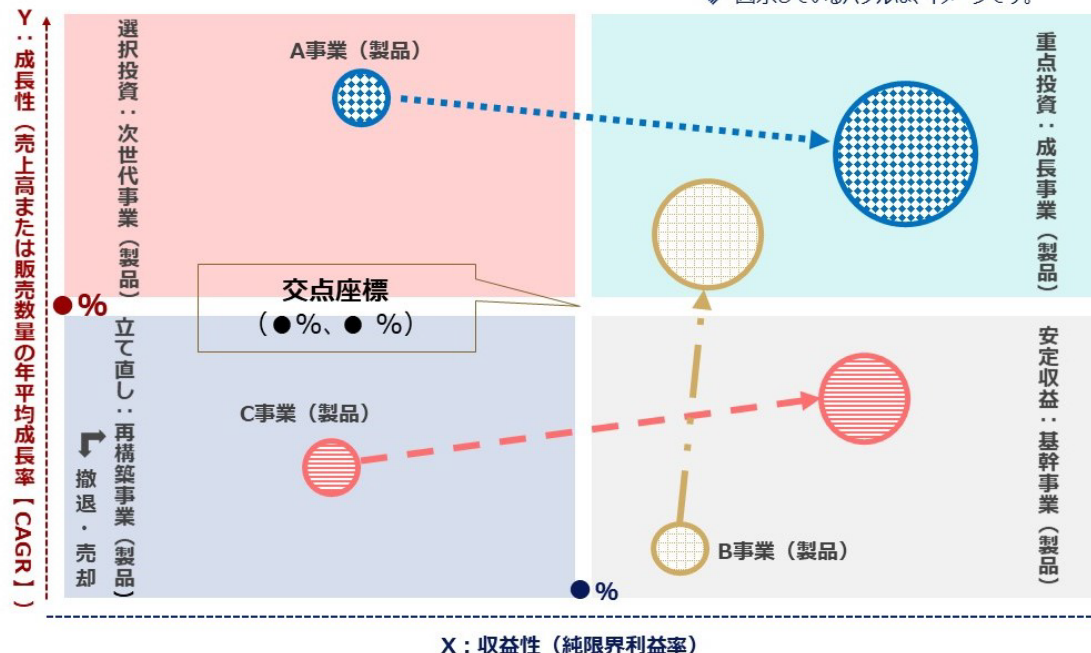 Y：成長性（売上高または販売数量の年平均成長率【CAGR】）
選択投資：次世代事業（製品）
A事業（製品）
重点投資：成長事業（製品）
交点座標
（●%、● %）
●%
立て直し：再構築事業（製品）
撤退・売却
C事業（製品）
安定収益：基幹事業（製品）
B事業（製品）
●%
X：収益性（純限界利益率）